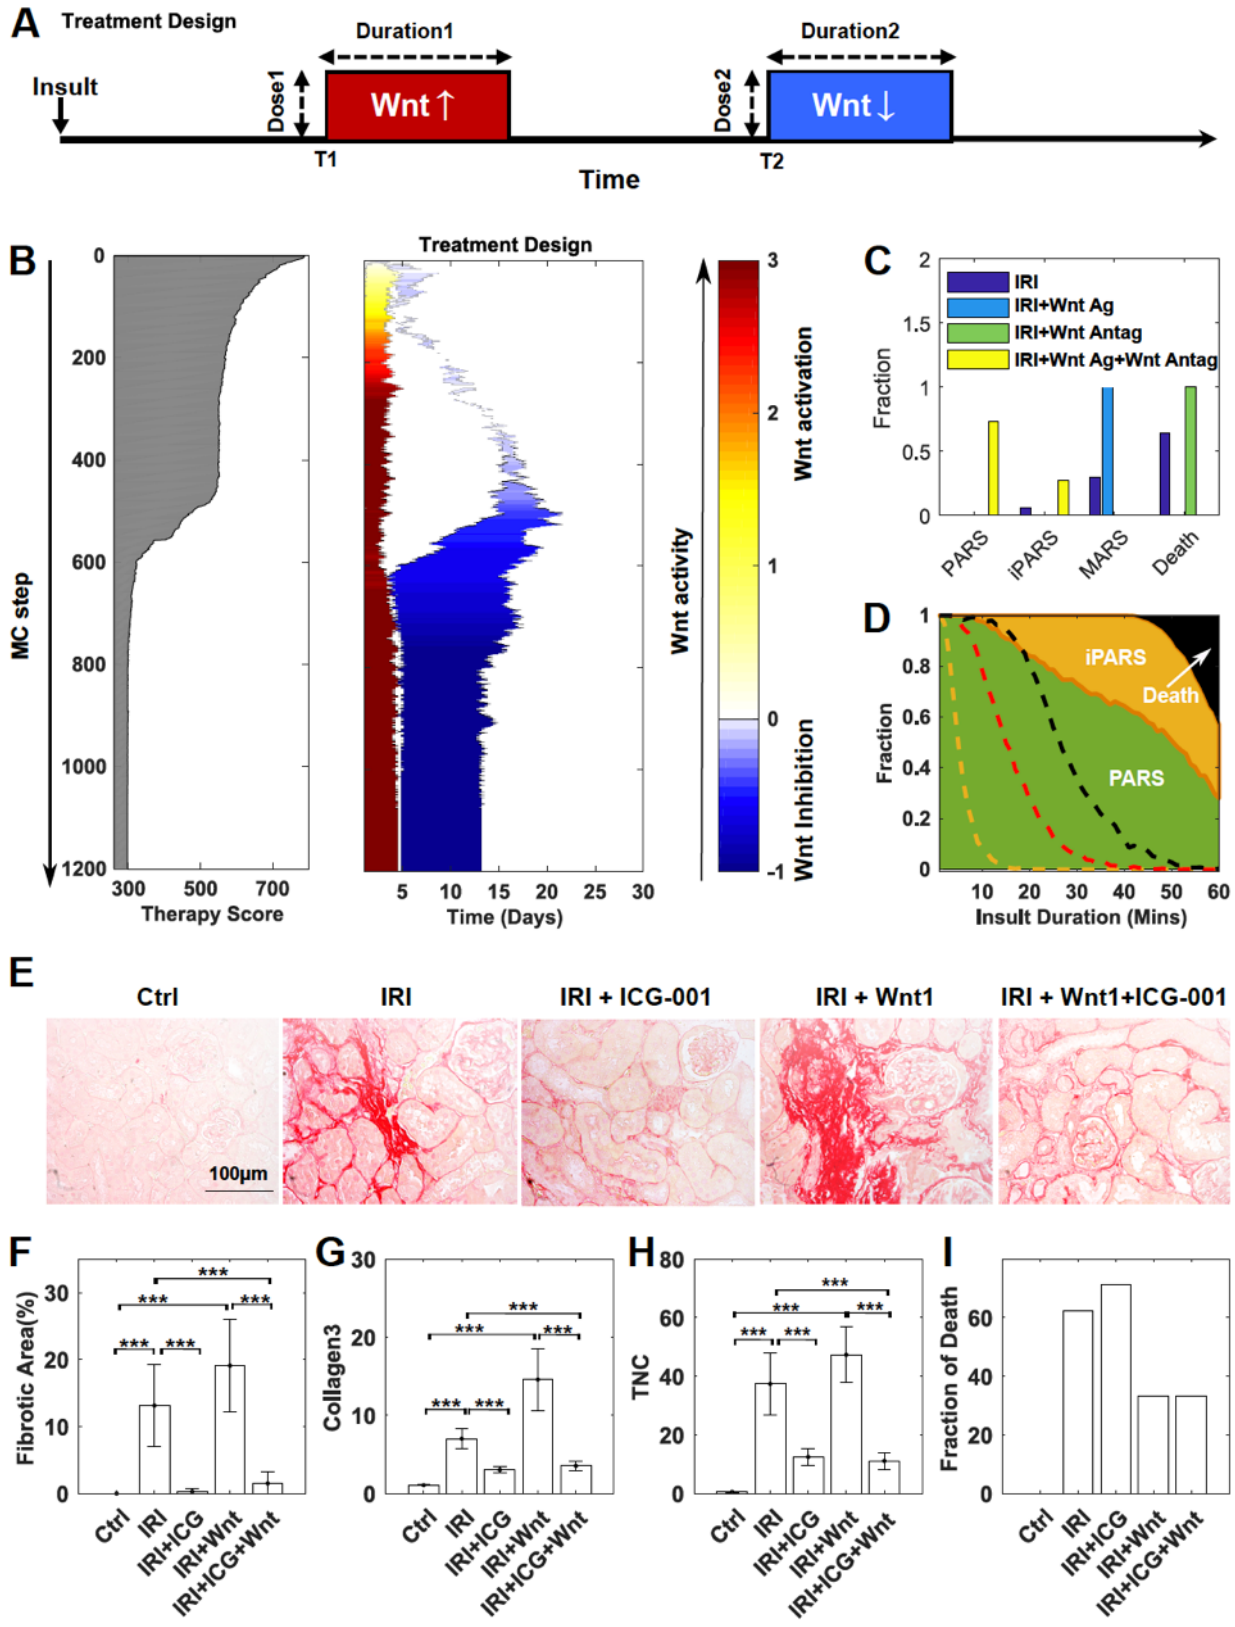 A Treatment Design
Insult
Dose1
Duration1
Wnt↑
T1
Dose2
Duration2
Wnt↓
T2
Time
B
MC step
0
200
400
600
800
1000
1200
300 500 700
Therapy Score
Treatment Design
5 10 15 20 25 30
Time (Days)
Wnt activity
3
2
1
0
-1
Wnt activation
Wnt Inhibition
C
Fraction
2
1.5
1
0.5
0
IRI
IRI+Wnt Ag
IRI+Wnt Antag
IRI+Wnt Ag+Wnt Antag
PARS iPARS MARS Death
D
Fraction
1
0.8
0.6
0.4
0.2
0
iPARS
Death
PARS
10 20 30 40 50 60
Insult Duration (Mins)
E
Ctrl IRI IRI + ICG-001 IRI + Wnt1 IRI + Wnt1+ICG-001
100µm
F
Fibrotic Area(%)
30
20
10
0
***
*** ***
*** ***
Ctrl IRI IRI+ICG IRI+Wnt IRI+ICG+Wnt
G
Collagen3
30
20
10
0
***
*** ***
*** ***
Ctrl IRI IRI+ICG IRI+Wnt IRI+ICG+Wnt
H
TNC
80
60
40
20
0
***
*** ***
*** ***
Ctrl IRI IRI+ICG IRI+Wnt IRI+ICG+Wnt
I
Fraction of Death
60
40
20
0
Ctrl IRI IRI+ICG IRI+Wnt IRI+ICG+Wnt